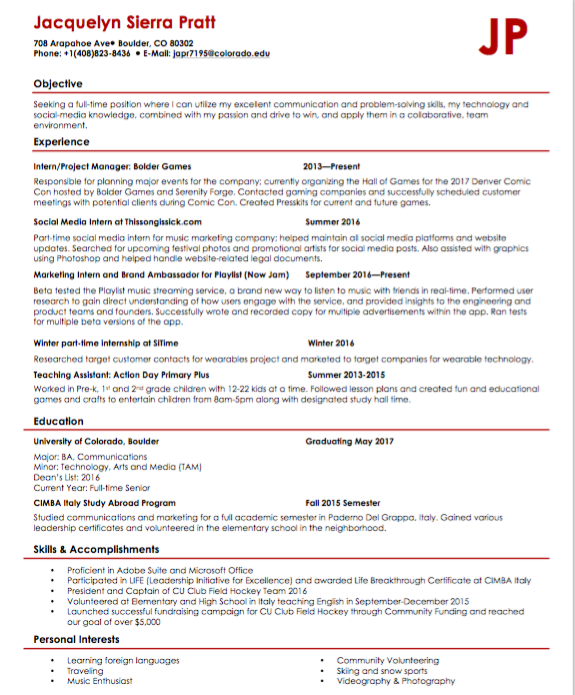 Jacquelyn Sierra Pratt
JP
708 Arapahoe Ave• Boulder, CO 80302
Phone: +1(408)823-8436 • E-Mail: japr7195@colorado.edu
Objective
Seeking a full-time position where I can utilize my excellent communication and problem-solving skills, my technology and
social-media knowledge, combined with my passion and drive to win, and apply them in a collaborative, team
environment.
Experience
Intern/Project Manager: Bolder Games 2013—Present
Responsible for planning major events for the company; currently organizing the Hall of Games for the 2017 Denver Comic
Con hosted by Bolder Games and Serenity Forge. Contacted gaming companies and successfully scheduled customer
meetings with potential clients during Comic Con. Created Presskits for current and future games.
Social Media Intern at Thissongissick.com Summer 2016
Part-time social media intern for music marketing company; helped maintain all social media platforms and website
updates. Searched for upcoming festival photos and promotional artists for social media posts. Also assisted with graphics
using Photoshop and helped handle website-related legal documents.
Marketing Intern and Brand Ambassador for Playlist (Now Jam) September 2016—Present
Beta tested the Playlist music streaming service, a brand new way to listen to music with friends in real-time. Performed user
research to gain direct understanding of how users engage with the service, and provided insights to the engineering and
product teams and founders. Successfully wrote and recorded copy for multiple advertisements within the app. Ran tests
for multiple beta versions of the app.
Winter part-time internship at SiTime Winter 2016
Researched target customer contacts for wearables project and marketed to target companies for wearable technology.
Teaching Assistant: Action Day Primary Plus Summer 2013-2015
Worked in Pre-k, 1st and 2nd grade children with 12-22 kids at a time. Followed lesson plans and created fun and educational
games and crafts to entertain children from 8am-5pm along with designated study hall time.
Education
University of Colorado, Boulder Graduating May 2017
Major: BA, Communications
Minor: Technology, Arts and Media (TAM)
Dean's List: 2016
Current Year: Full-time Senior
CIMBA Italy Study Abroad Program Fall 2015 Semester
Studied communications and marketing for a full academic semester in Paderno Del Grappa, Italy. Gained various
leadership certificates and volunteered in the elementary school in the neighborhood.
Skills & Accomplishments
• Proficient in Adobe Suite and Microsoft Office
• Participated in LIFE (Leadership Initiative for Excellence) and awarded Life Breakthrough Certificate at CIMBA Italy
• President and Captain of CU Club Field Hockey Team 2016
• Volunteered at Elementary and High School in Italy teaching English in September-December 2015
• Launched successful fundraising campaign for CU Club Field Hockey through Community Funding and reached
our goal of over $5,000
Personal Interests
• Learning foreign languages
• Traveling
• Music Enthusiast
• Community Volunteering
• Skiing and snow sports
• Videography & Photography